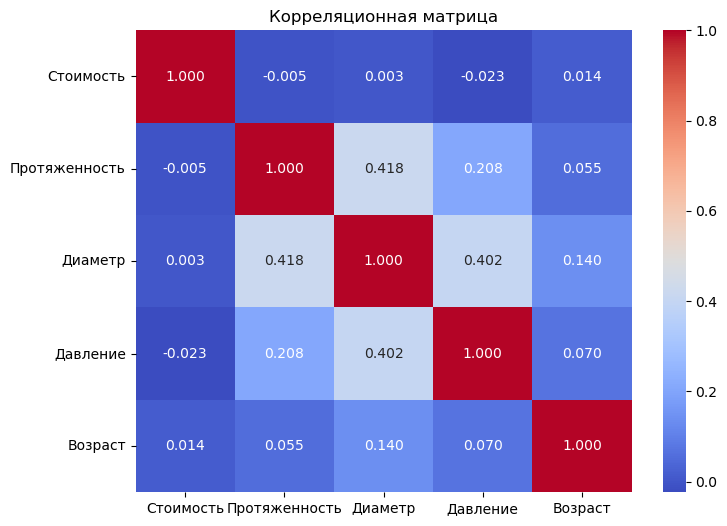 Корреляционная матрица
Стоимость 1.000 -0.005 0.003 -0.023 0.014
Протяженность -0.005 1.000 0.418 0.208 0.055
Диаметр 0.003 0.418 1.000 0.402 0.140
Давление -0.023 0.208 0.402 1.000 0.070
Возраст 0.014 0.055 0.140 0.070 1.000
Стоимость Протяженность Диаметр Давление Возраст
1.0
0.8
0.6
0.4
0.2
0.0